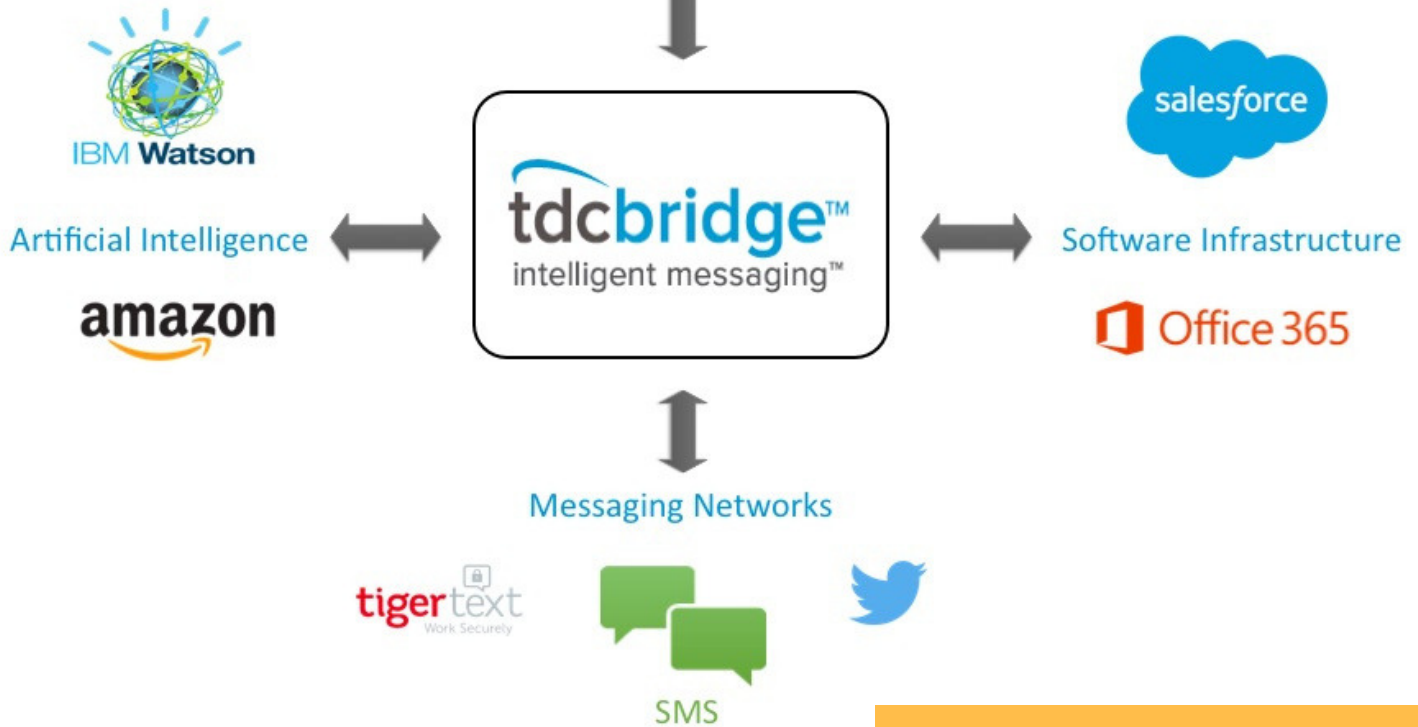 IBM Watson
Artificial Intelligence
amazon
tdcbridge™
intelligent messaging™
salesforce
Software Infrastructure
Office 365
Messaging Networks
tigertext
Work Securely
SMS